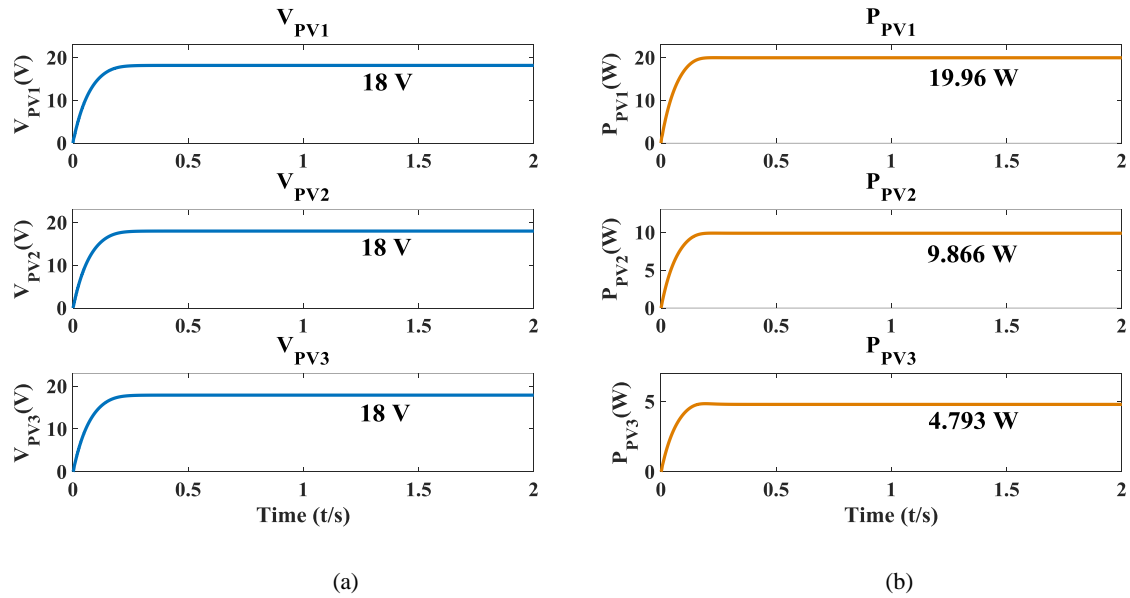 V_PV1
V_PV1(V)
20
10
0
18 V
0 0.5 1 1.5 2
V_PV2
V_PV2(V)
20
10
0
18 V
0 0.5 1 1.5 2
V_PV3
V_PV3(V)
20
10
0
18 V
0 0.5 1 1.5 2
Time (t/s)
(a)
P_PV1
P_PV1(W)
20
10
0
19.96 W
0 0.5 1 1.5 2
P_PV2
P_PV2(W)
10
5
0
9.866 W
0 0.5 1 1.5 2
P_PV3
P_PV3(W)
5
0
4.793 W
0 0.5 1 1.5 2
Time (t/s)
(b)